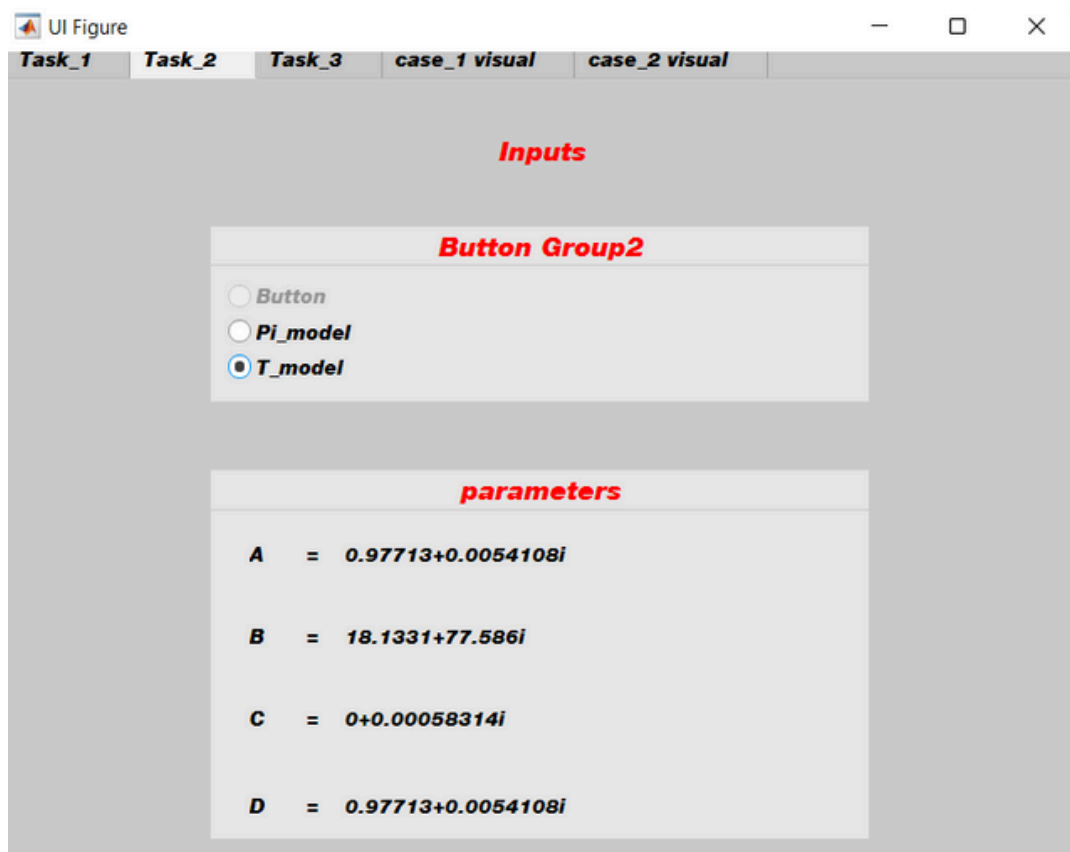 UI Figure
Task_1 Task_2 Task_3 case_1 visual case_2 visual
Inputs
Button Group2
Button
Pi_model
T_model
parameters
A = 0.97713+0.0054108i
B = 18.1331+77.586i
C = 0+0.00058314i
D = 0.97713+0.0054108i